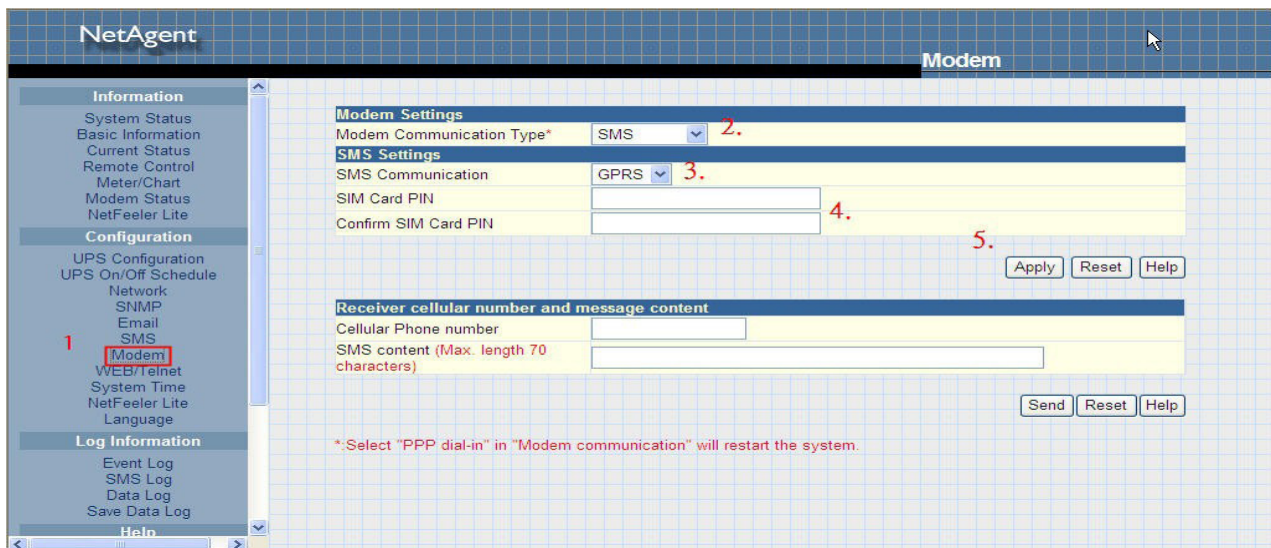 NetAgent
Modem
Information
System Status
Basic Information
Current Status
Remote Control
Meter/Chart
Modem Status
NetFeeler Lite
Configuration
UPS Configuration
UPS On/Off Schedule
Network
SNMP
Email
SMS
1
Modem
WEB/Telnet
System Time
NetFeeler Lite
Language
Log Information
Event Log
SMS Log
Data Log
Save Data Log
Help
Modem Settings
Modem Communication Type* SMS 2.
SMS Settings
SMS Communication GPRS 3.
SIM Card PIN
4.
Confirm SIM Card PIN
5.
Apply Reset Help
Receiver cellular number and message content
Cellular Phone number
SMS content (Max. length 70
characters)
Send Reset Help
*:Select "PPP dial-in" in "Modem communication" will restart the system.